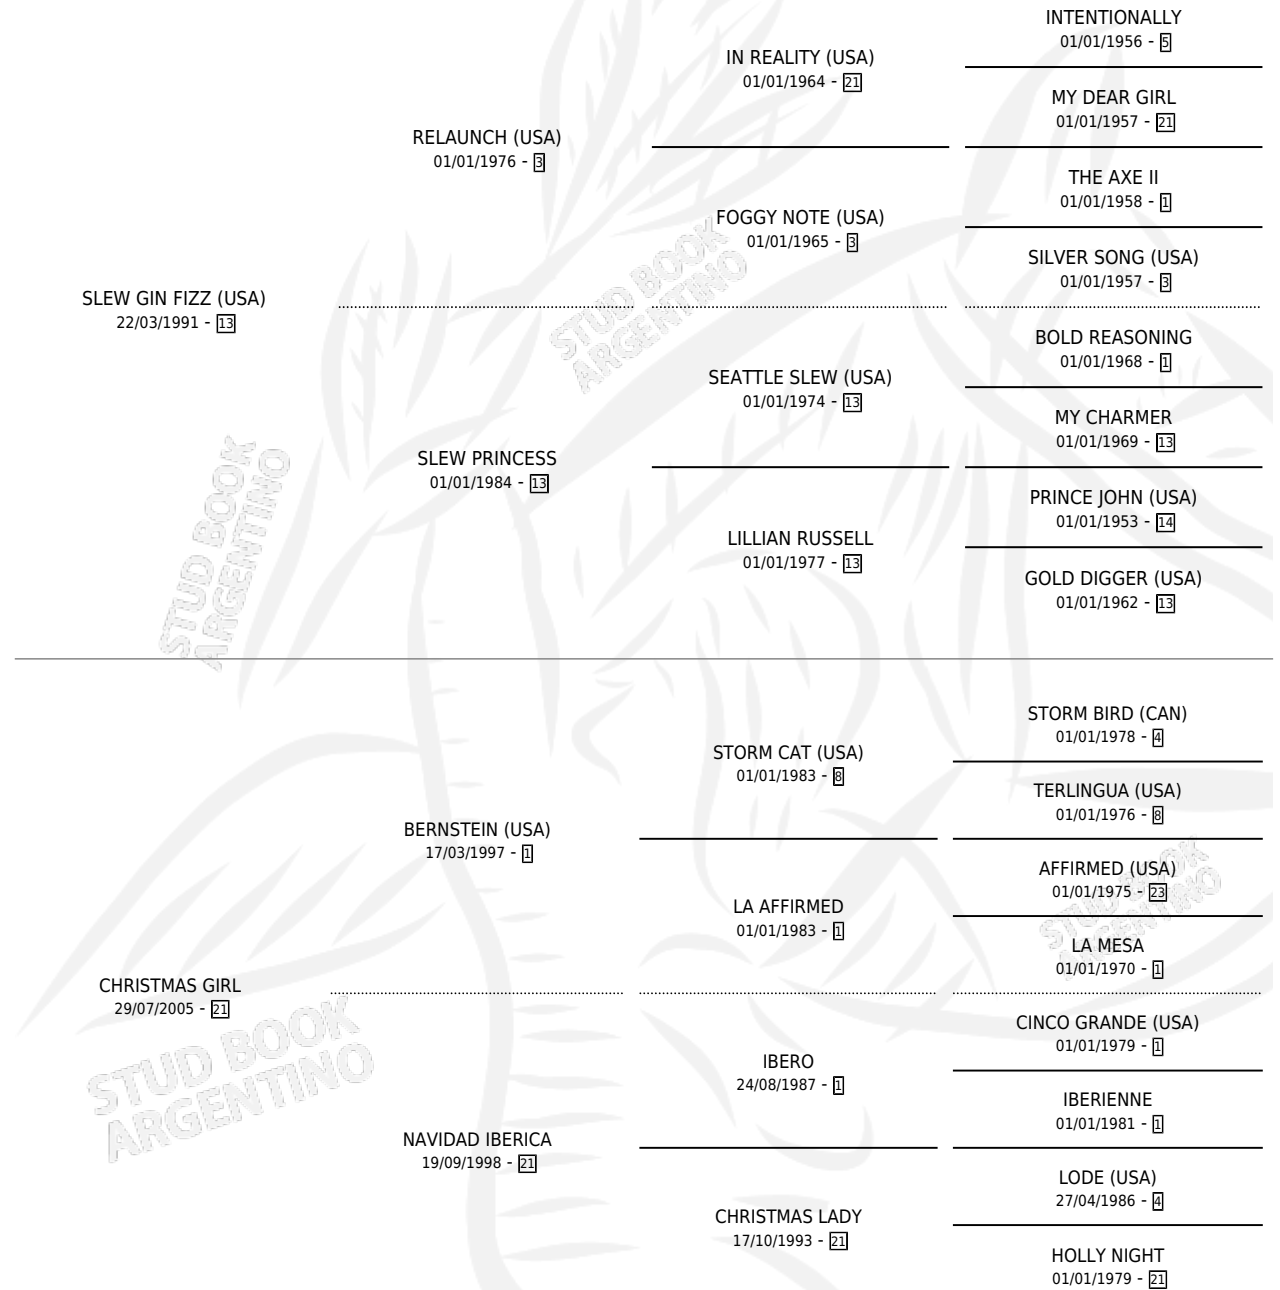 INTENTIONALLY
01/01/1956 - 5
IN REALITY (USA)
01/01/1964 - 21
MY DEAR GIRL
01/01/1957 - 21
RELAUNCH (USA)
01/01/1976 - 3
THE AXE II
01/01/1958 - 1
FOGGY NOTE (USA)
01/01/1965 - 3
SILVER SONG (USA)
01/01/1957 - 3
SLEW GIN FIZZ (USA)
22/03/1991 - 13
STUD BOOK
ARGENTINO
BOLD REASONING
01/01/1968 - 1
SEATTLE SLEW (USA)
01/01/1974 - 13
MY CHARMER
01/01/1969 - 13
SLEW PRINCESS
01/01/1984 - 13
PRINCE JOHN (USA)
01/01/1953 - 14
LILLIAN RUSSELL
01/01/1977 - 13
GOLD DIGGER (USA)
01/01/1962 - 13
STUD BOOK
ARGENTINO
STORM BIRD (CAN)
01/01/1978 - 4
STORM CAT (USA)
01/01/1983 - 8
TERLINGUA (USA)
01/01/1976 - 8
BERNSTEIN (USA)
17/03/1997 - 1
AFFIRMED (USA)
01/01/1975 - 23
LA AFFIRMED
01/01/1983 - 1
LA MESA
01/01/1970 - 1
STUD BOOK
ARGENTINO
CHRISTMAS GIRL
29/07/2005 - 21
CINCO GRANDE (USA)
01/01/1979 - 1
IBERO
24/08/1987 - 1
IBERIENNE
01/01/1981 - 1
STUD BOOK
ARGENTINO
NAVIDAD IBERICA
19/09/1998 - 21
LODE (USA)
27/04/1986 - 4
CHRISTMAS LADY
17/10/1993 - 21
HOLLY NIGHT
01/01/1979 - 21